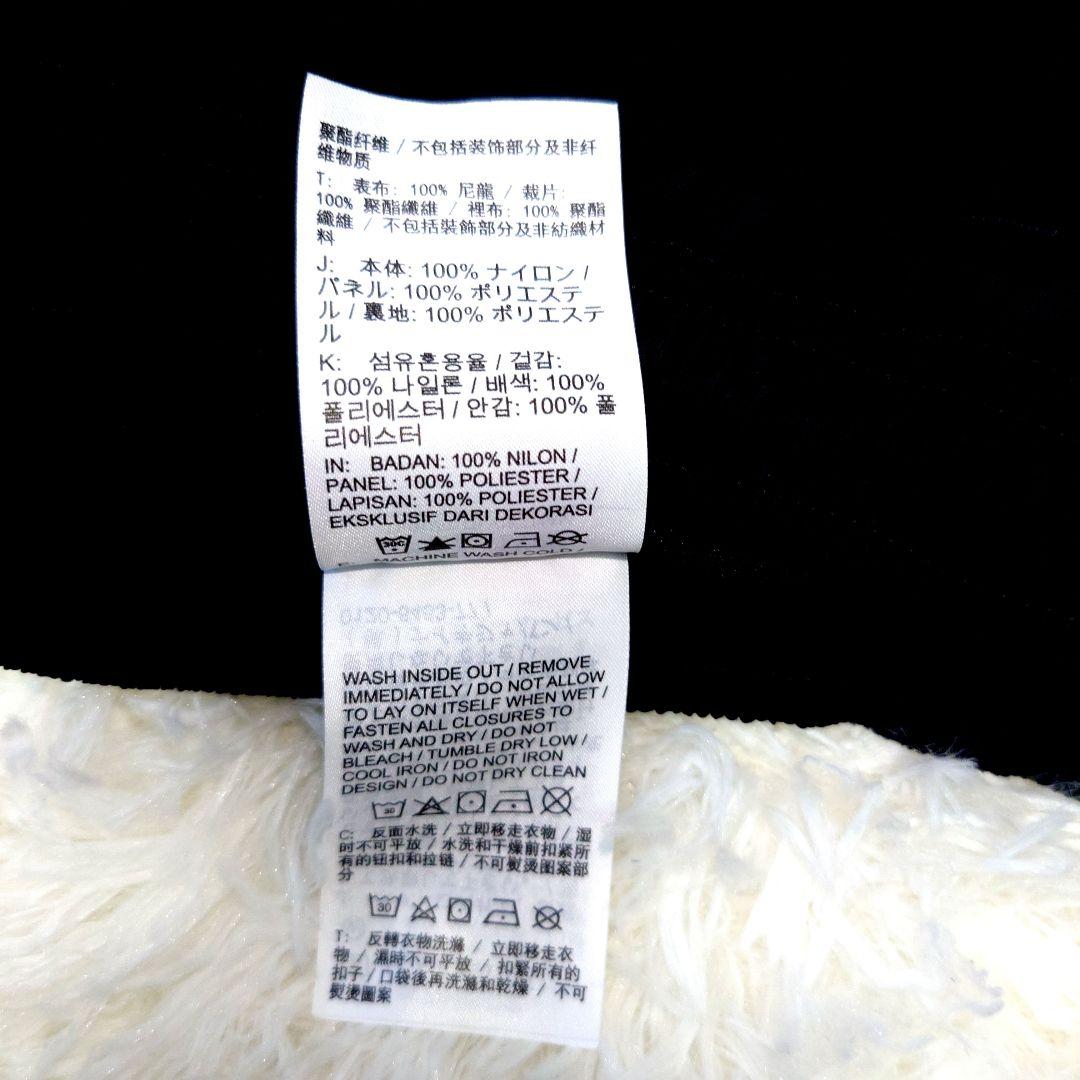 聚酯纤维 / 不包括装饰部分及非纤
维物质
T: 表布: 100% 尼龍 / 裁片:
100% 聚酯纖維 / 裡布: 100% 聚酯
纖維 / 不包括裝飾部分及非紡織材
料
J: 本体: 100% ナイロン /
パネル: 100% ポリエステ
ル / 裏地: 100% ポリエステ
ル
K: 섬유혼용율 / 겉감:
100% 나일론 / 배색: 100%
폴리에스터 / 안감: 100% 폴
리에스터
IN: BADAN: 100% NILON /
PANEL: 100% POLIESTER /
LAPISAN: 100% POLIESTER /
EKSKLUSIF DARI DEKORASI
30C
E: MACHINE WASH COLD /
WASH INSIDE OUT / REMOVE
IMMEDIATELY / DO NOT ALLOW
TO LAY ON ITSELF WHEN WET /
FASTEN ALL CLOSURES TO
WASH AND DRY / DO NOT
BLEACH / TUMBLE DRY LOW /
COOL IRON / DO NOT IRON
DESIGN / DO NOT DRY CLEAN
30
C: 反面水洗 / 立即移走衣物 / 湿
时不可平放 / 水洗和干燥前扣紧所
有的钮扣和拉链 / 不可熨烫图案部
分
30
T: 反轉衣物洗滌 / 立即移走衣
物 / 濕時不可平放 / 扣緊所有的
扣子 / 口袋後再洗滌和乾燥 / 不可
熨燙圖案